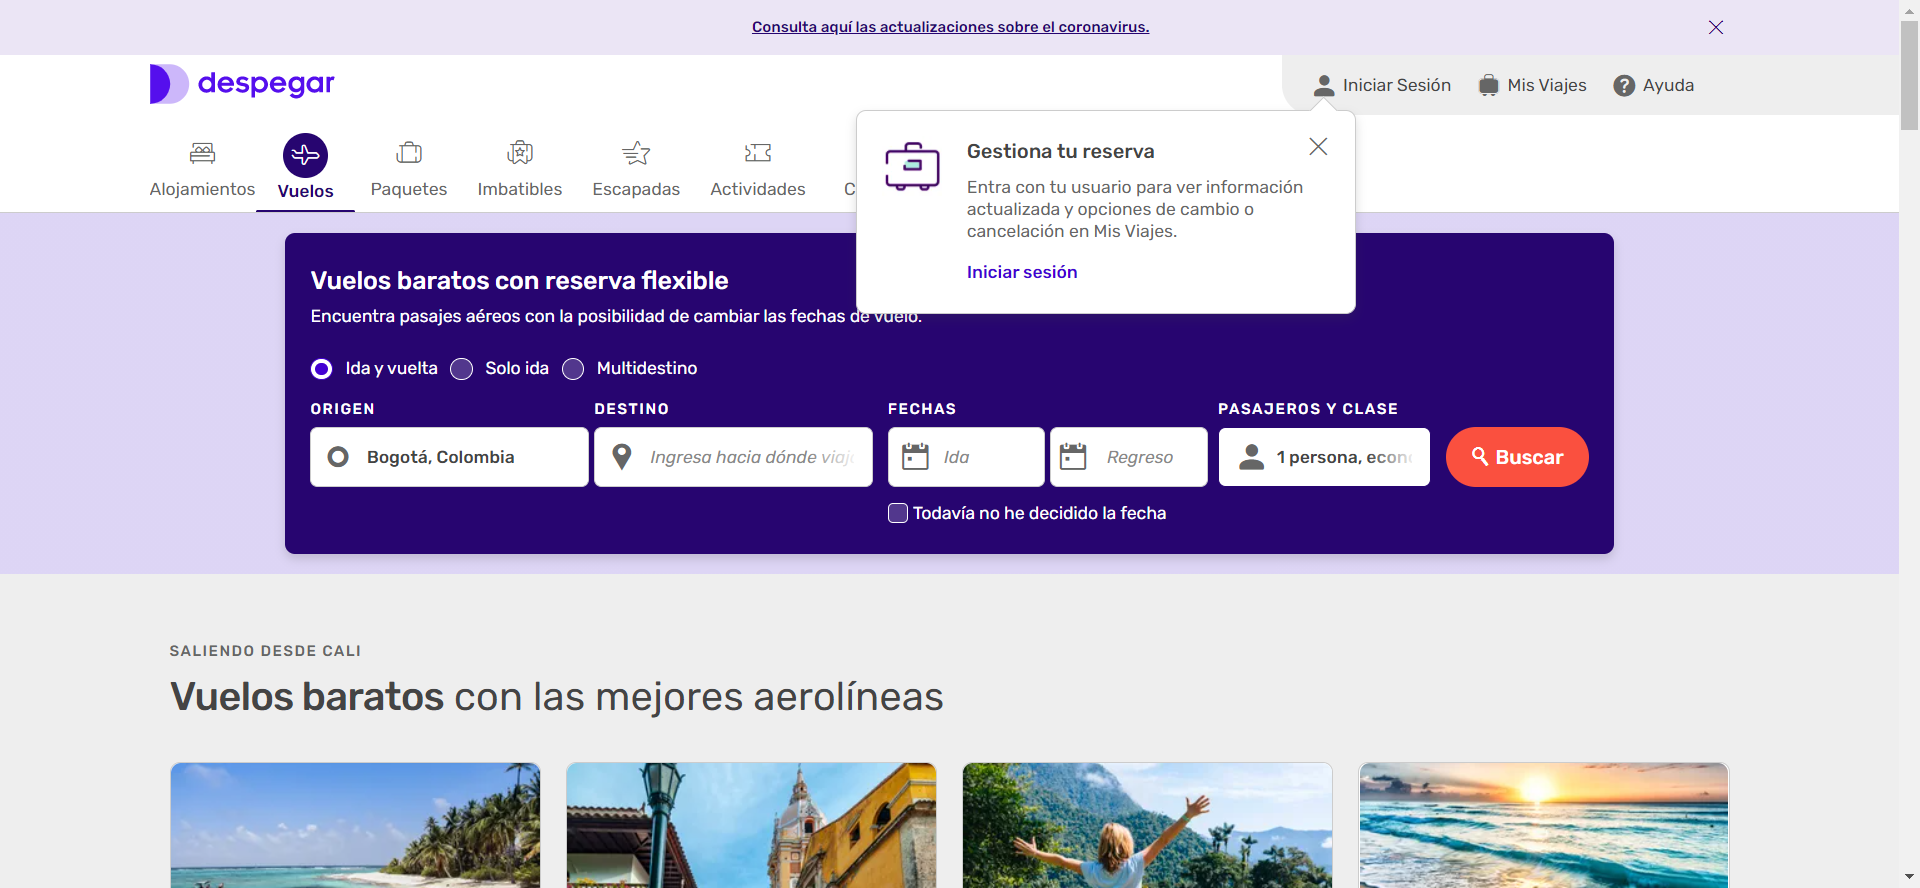 Consulta aquí las actualizaciones sobre el coronavirus.
despegar
Iniciar Sesión
Mis Viajes
Ayuda
Alojamientos
Vuelos
Paquetes
Imbatibles
Escapadas
Actividades
Gestiona tu reserva
Entra con tu usuario para ver información
actualizada y opciones de cambio o
cancelación en Mis Viajes.
Iniciar sesión
Vuelos baratos con reserva flexible
Encuentra pasajes aéreos con la posibilidad de cambiar las fechas de vuelo.
Ida y vuelta
Solo ida
Multidestino
ORIGEN
DESTINO
FECHAS
PASAJEROS Y CLASE
Bogotá, Colombia
Ingresa hacia dónde viaj
Ida
Regreso
1 persona, econ
Buscar
Todavía no he decidido la fecha
SALIENDO DESDE CALI
Vuelos baratos con las mejores aerolíneas